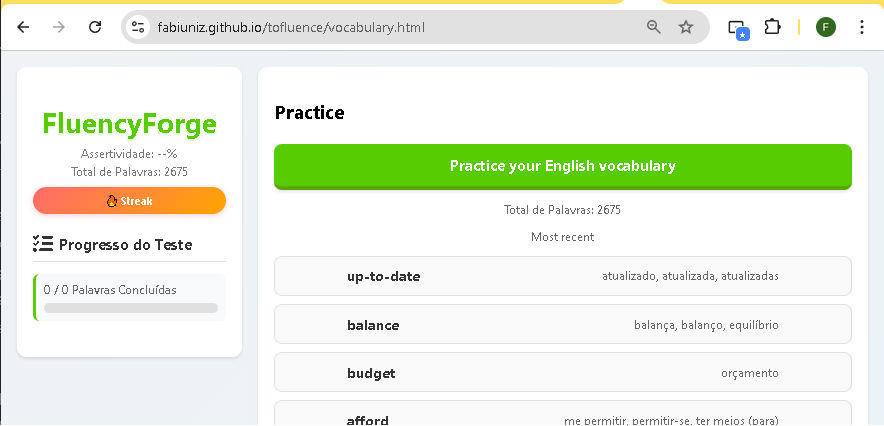 fabiuniz.github.io/tofluence/vocabulary.html
F
FluencyForge
Assertividade: --%
Total de Palavras: 2675
Streak
Progresso do Teste
0 / 0 Palavras Concluídas
Practice
Practice your English vocabulary
Total de Palavras: 2675
Most recent
up-to-date atualizado, atualizada, atualizadas
balance balança, balanço, equilíbrio
budget orçamento
afford me permitir, permitir-se, ter meios (para)